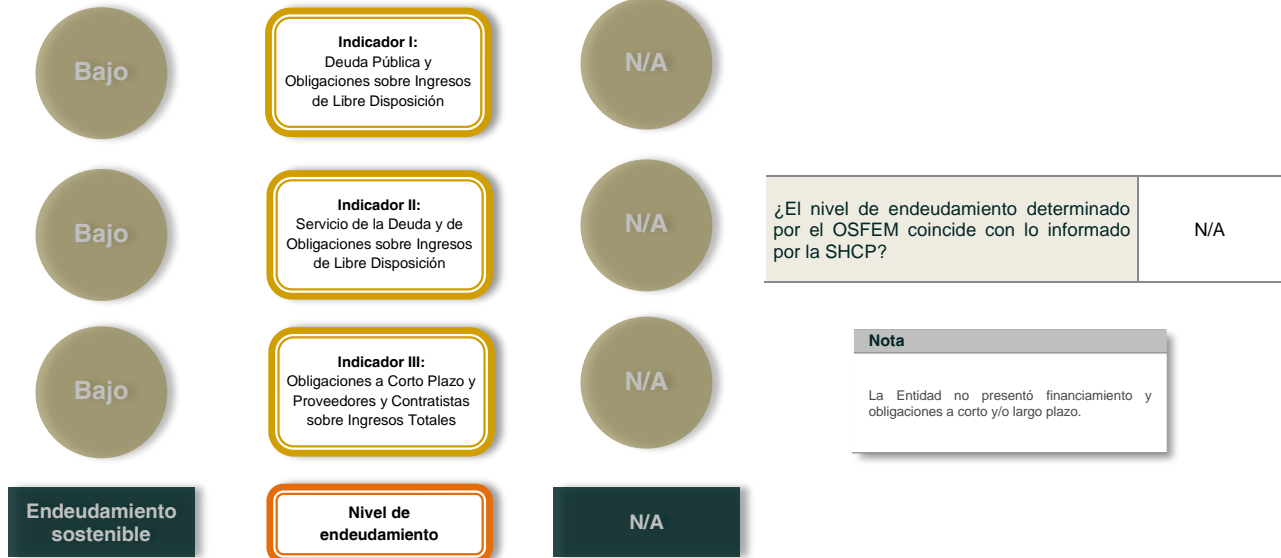 Bajo
Indicador I:
Deuda Pública y
Obligaciones sobre Ingresos
de Libre Disposición
N/A
Bajo
Indicador II:
Servicio de la Deuda y de
Obligaciones sobre Ingresos
de Libre Disposición
N/A
¿El nivel de endeudamiento determinado
por el OSFEM coincide con lo informado
por la SHCP?
N/A
Bajo
Indicador III:
Obligaciones a Corto Plazo y
Proveedores y Contratistas
sobre Ingresos Totales
N/A
Nota
La Entidad no presentó financiamiento y
obligaciones a corto y/o largo plazo.
Endeudamiento
sostenible
Nivel de
endeudamiento
N/A